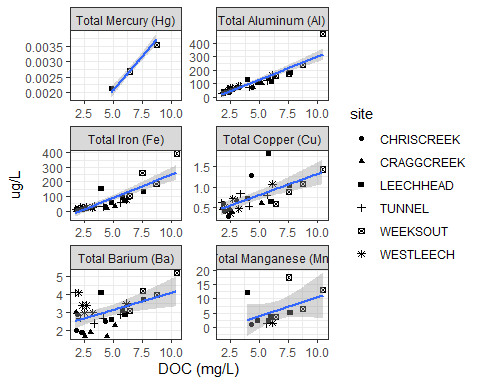 Total Mercury (Hg) Total Aluminum (Al)
0.0035
0.0030
0.0025
0.0020
400
300
200
100
0
2.5 5.0 7.5 10.0 2.5 5.0 7.5 10.0
Total Iron (Fe) Total Copper (Cu)
400
300
200
100
0
1.5
1.0
0.5
2.5 5.0 7.5 10.0 2.5 5.0 7.5 10.0
Total Barium (Ba) Total Manganese (Mn
5
4
3
2
20
15
10
5
0
2.5 5.0 7.5 10.0 2.5 5.0 7.5 10.0
ug/L
DOC (mg/L)
site
CHRISCREEK
CRAGGCREEK
LEECHHEAD
TUNNEL
WEEKSOUT
WESTLEECH